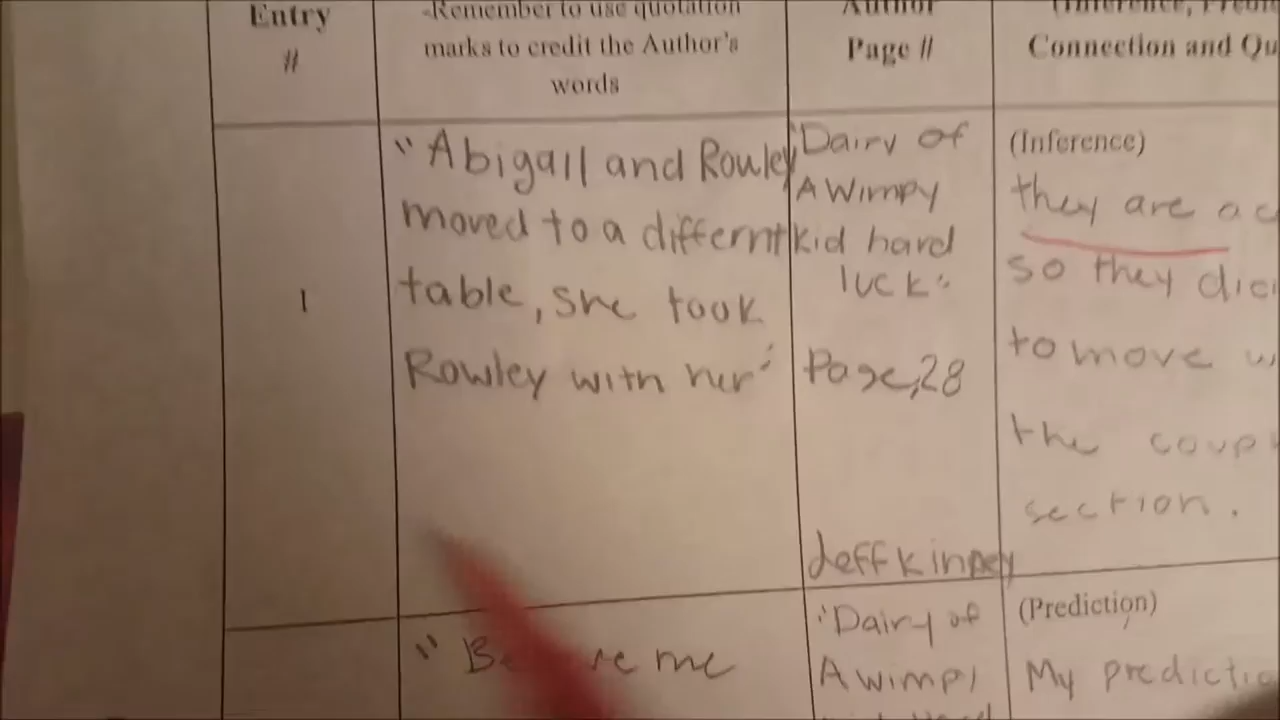 Entry
#
-Remember to use quotation
marks to credit the Author's
words
Author
Page #
Connection and
1
"Abigail and Rowley
moved to a differnt
table, she took
Rowley with her"
"Dairy of
A Wimpy
kid hard
luck"
Page, 28
Jeff kinney
(Inference)
they are
so they
to move
the
section.
"
me
"Dairy of
A wimpy
(Prediction)
My